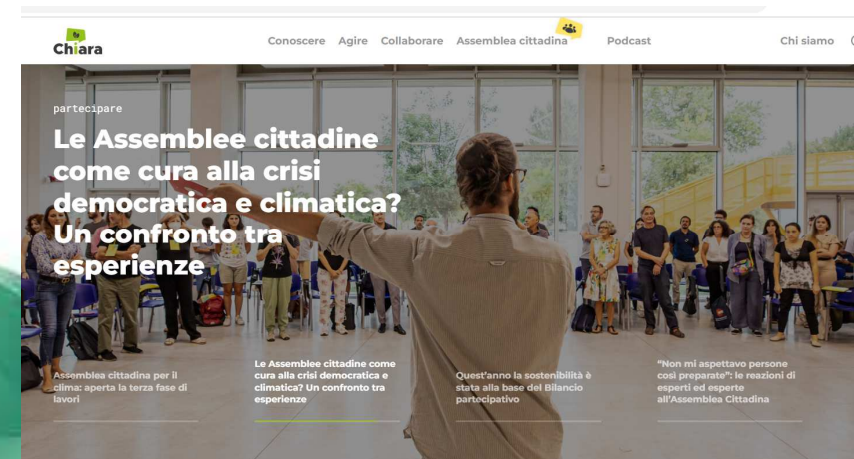 Chiara
Conoscere Agire Collaborare Assemblea cittadina Podcast Chi siamo
partecipare
Le Assemblee cittadine
come cura alla crisi
democratica e climatica?
Un confronto tra
esperienze
Assemblea cittadina per il
clima: aperta la terza fase di
lavori
Le Assemblee cittadine come
cura alla crisi democratica e
climatica? Un confronto tra
esperienze
Quest'anno la sostenibilità è
stata alla base del Bilancio
partecipativo
“Non mi aspettavo persone
così preparate”: le reazioni di
esperti ed esperte
all’Assemblea Cittadina